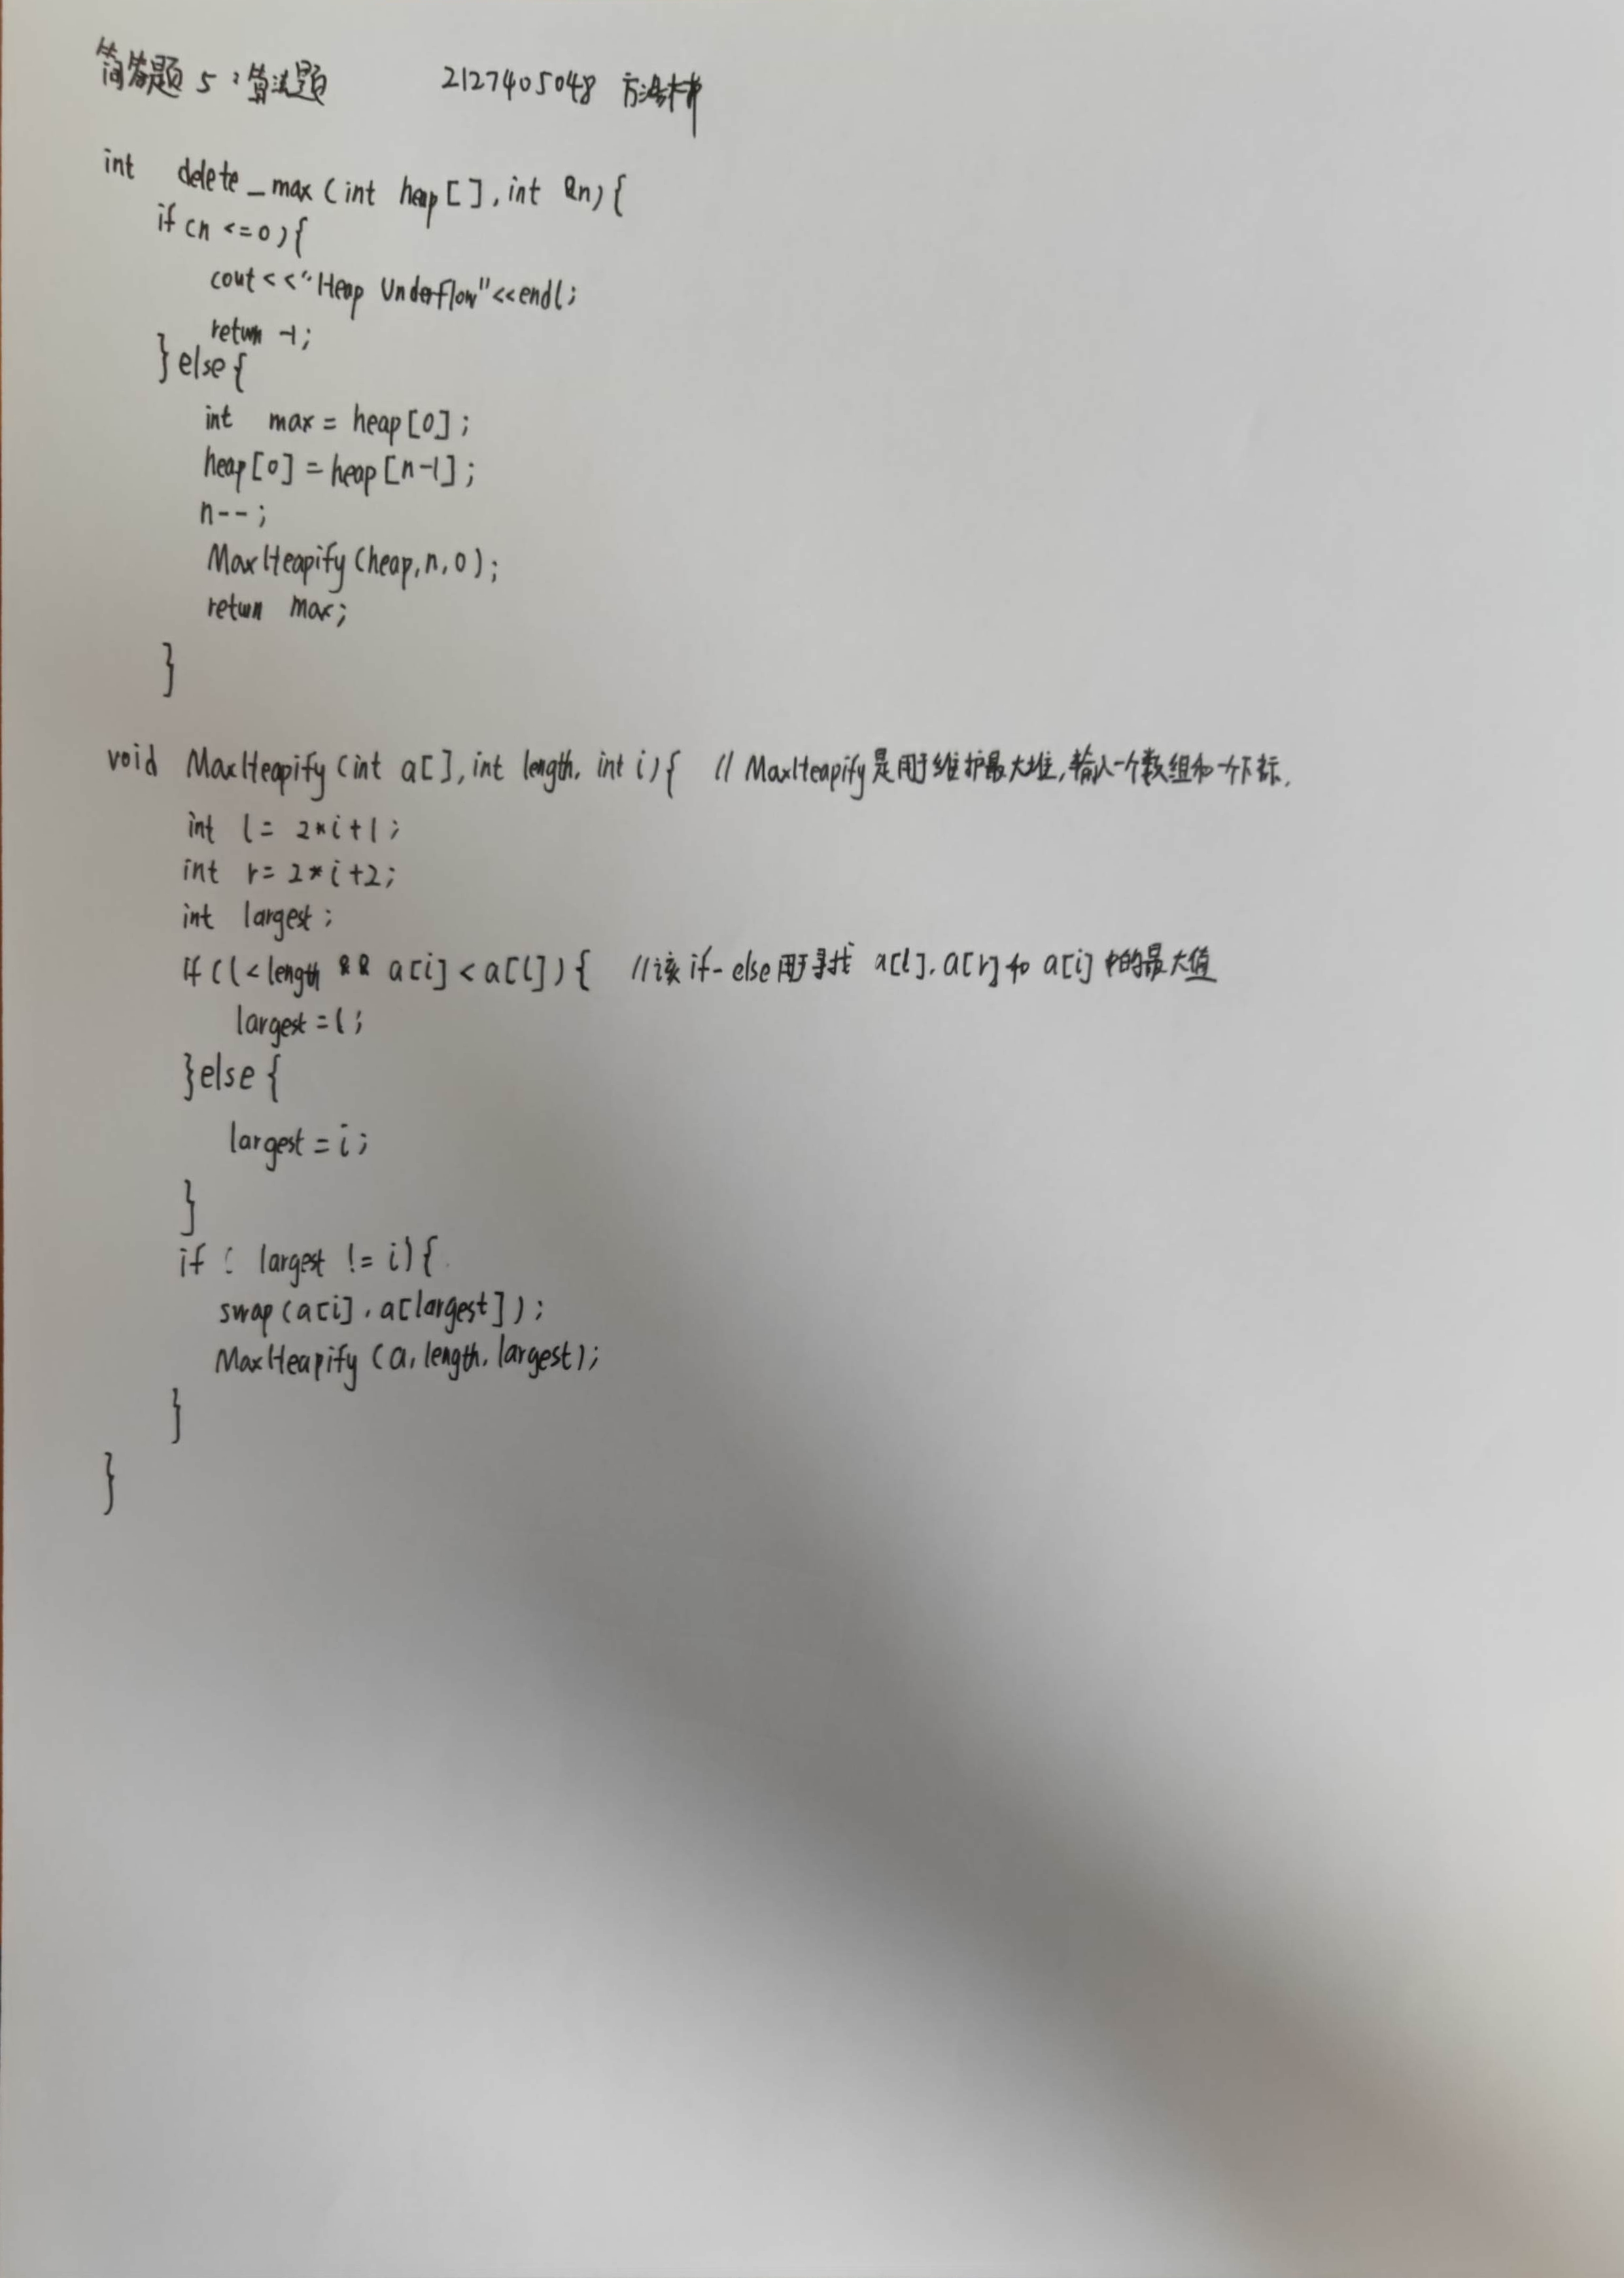 简答题5：算法题 2127405048
int delete_max(int heap[], int &n){
if(n <=0){
cout<<"Heap Underflow"<<endl;
return -1;
}else{
int max = heap[0];
heap[0] = heap[n-1];
n--;
MaxHeapify(heap,n,0);
return max;
}
void MaxHeapify(int a[], int length, int i){ // MaxHeapify是用于维护最大堆,输入一个数组和一个下标.
int l = 2*i+1;
int r = 2*i+2;
int largest;
if(l<length && a[i] < a[l]){ //该if-else用于寻找 a[l], a[r]和 a[i]中的最大值
largest = l;
}else{
largest = i;
}
if( largest != i){
swap(a[i], a[largest]);
MaxHeapify(a, length, largest);
}
}